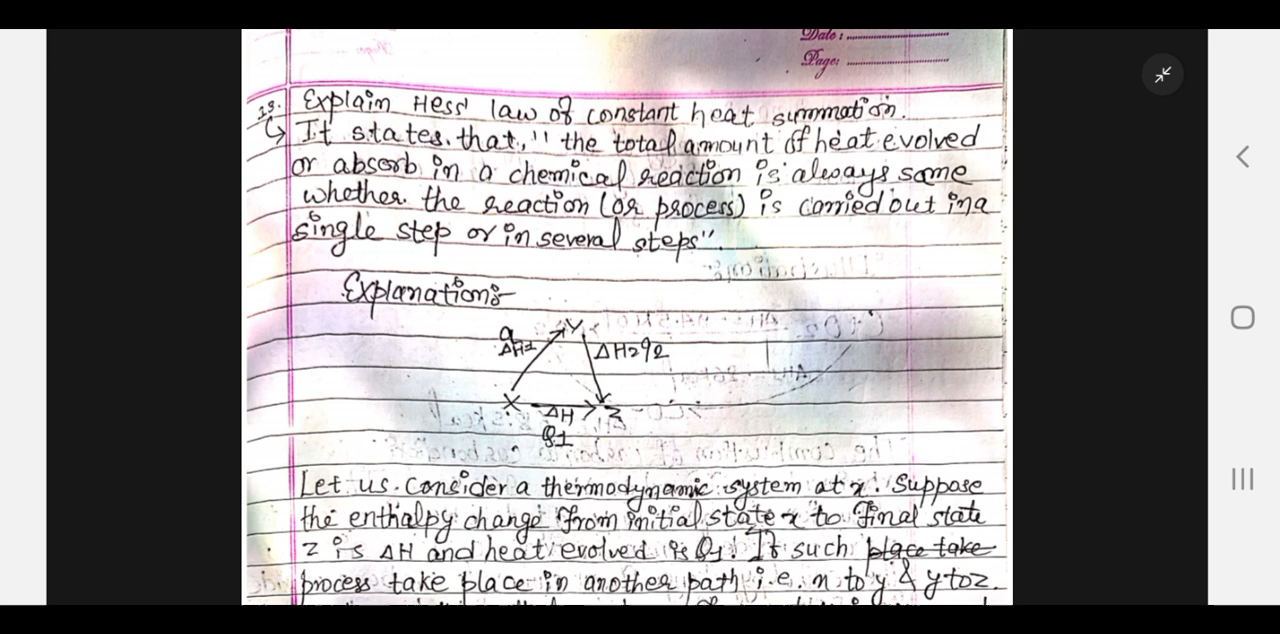 Date :
Page:
Explain Hess' law of constant heat summation.
It states that, " the total amount of heat evolved
or absorb in a chemical reaction is always same
whether the reaction (or process) is carried out in a
single step or in several steps".
Explanation:-
q
ΔH1
Y
ΔH2 q2
X
ΔH
Z
Q1
Let us consider a thermodynamic system at x. Suppose
the enthalpy change from initial state x to final state
z is ΔH and heat evolved is Q1. If such place take
process take place in another path i.e. x to y & y to z.